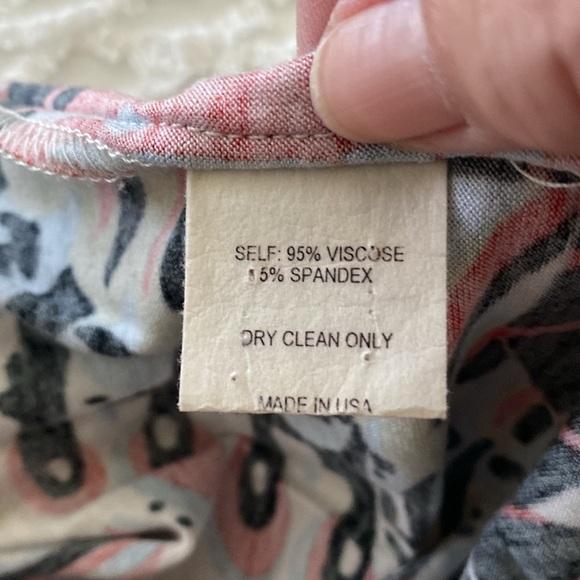 SELF: 95% VISCOSE
5% SPANDEX
DRY CLEAN ONLY
MADE IN USA